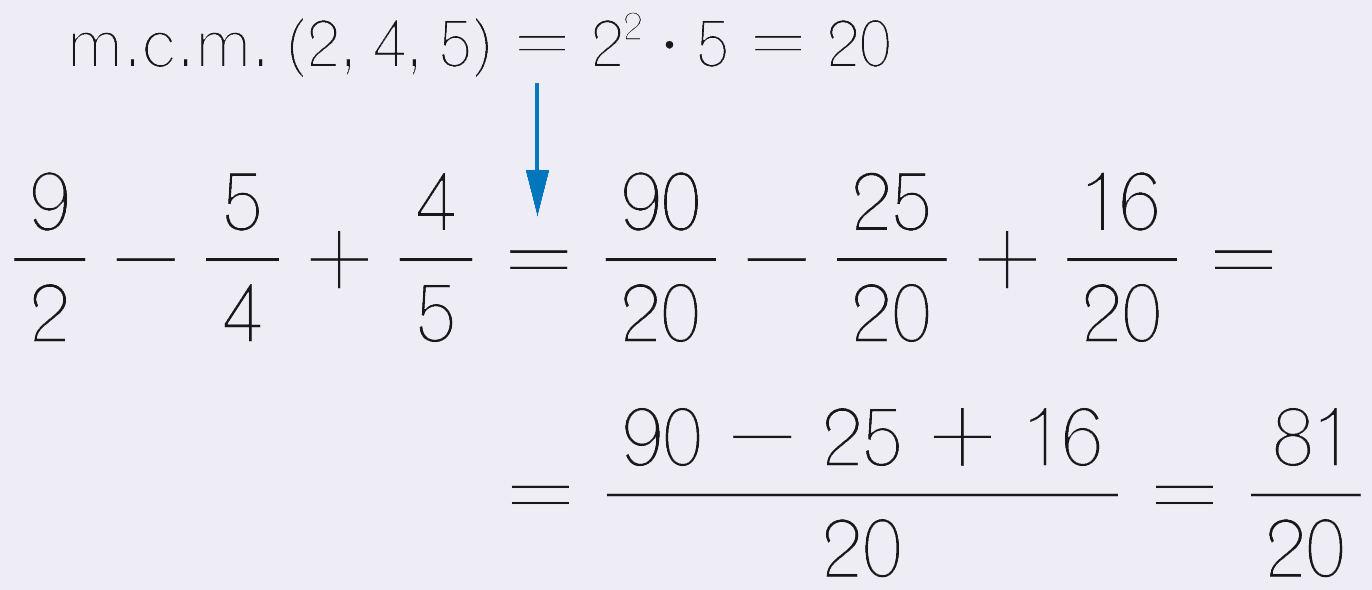 m.c.m. (2, 4, 5) = 2² · 5 = 20
9/2 − 5/4 + 4/5 = 90/20 − 25/20 + 16/20 =
= (90 − 25 + 16)/20 = 81/20